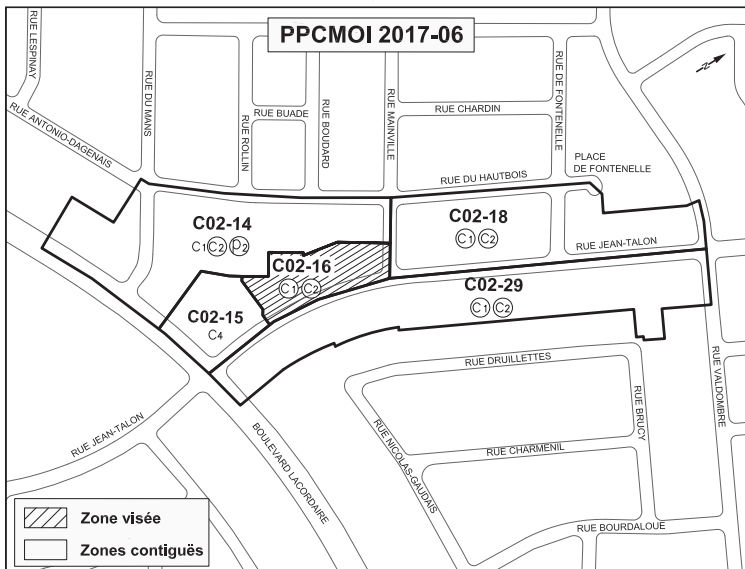 PPCMOI 2017-06
RUE LESPINAY
RUE ANTONIO-DAGENAIS
RUE DU MANS
RUE ROLLIN
RUE BUADE
RUE BOUDARD
RUE MAINVILLE
RUE CHARDIN
RUE DE FONTENELLE
N
PLACE
DE FONTENELLE
RUE DU HAUTBOIS
C02-14
C1 C2 P2
C02-18
C1 C2
RUE JEAN-TALON
C02-16
C1 C2
C02-29
C1 C2
C02-15
C4
RUE DRUILLETTES
RUE VALDOMBRE
RUE BRUCY
RUE JEAN-TALON
BOULEVARD LACORDAIRE
RUE NICOLAS-GAUDAIS
RUE CHARMENIL
RUE BOURDALOUE
Zone visée
Zones contiguës